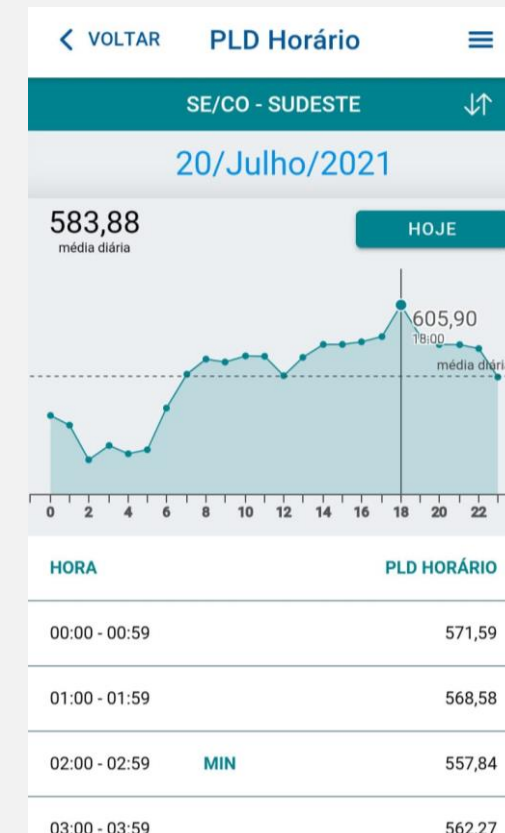 VOLTAR PLD Horário
SE/CO - SUDESTE
20/Julho/2021
583,88
média diária
HOJE
605,90
18:00
média diári
0 2 4 6 8 10 12 14 16 18 20 22
HORA PLD HORÁRIO
00:00 - 00:59 571,59
01:00 - 01:59 568,58
02:00 - 02:59 MIN 557,84
03:00 - 03:59 562,27